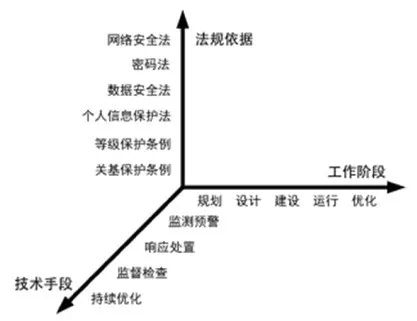 网络安全法
法规依据
密码法
数据安全法
个人信息保护法
等级保护条例
关基保护条例
工作阶段
规划 设计 建设 运行 优化
监测预警
响应处置
监督检查
技术手段
持续优化